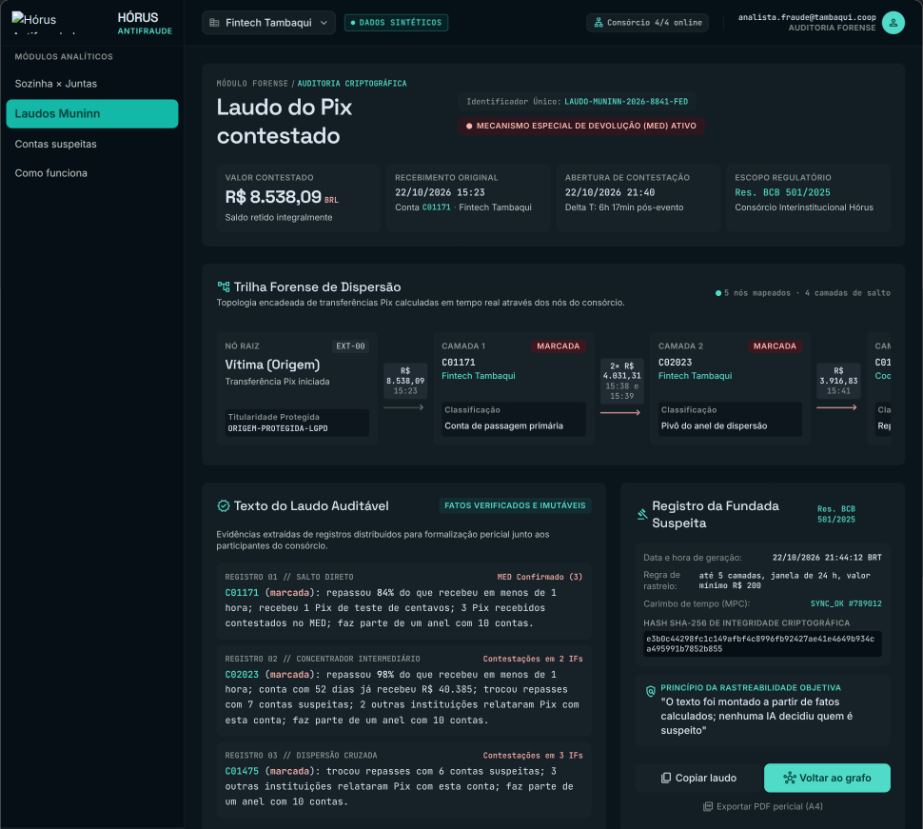 Hórus
HÓRUS
ANTIFRAUDE
Fintech Tambaqui
DADOS SINTÉTICOS
Consórcio 4/4 online
analista.fraude@tambaqui.coop
AUDITORIA FORENSE
MÓDULOS ANALÍTICOS
Sozinha × Juntas
Laudos Muninn
Contas suspeitas
Como funciona
MÓDULO FORENSE / AUDITORIA CRIPTOGRÁFICA
Laudo do Pix
contestado
Identificador Único: LAUDO-MUNINN-2026-8841-FED
MECANISMO ESPECIAL DE DEVOLUÇÃO (MED) ATIVO
VALOR CONTESTADO
R$ 8.538,09 BRL
Saldo retido integralmente
RECEBIMENTO ORIGINAL
22/10/2026 15:23
Conta C01171 · Fintech Tambaqui
ABERTURA DE CONTESTAÇÃO
22/10/2026 21:40
Delta T: 6h 17min pós-evento
ESCOPO REGULATÓRIO
Res. BCB 501/2025
Consórcio Interinstitucional Hórus
Trilha Forense de Dispersão
Topologia encadeada de transferências Pix calculadas em tempo real através dos nós do consórcio.
5 nós mapeados · 4 camadas de salto
NÓ RAIZ
EXT-00
Vítima (Origem)
Transferência Pix iniciada
Titularidade Protegida
ORIGEM-PROTEGIDA-LGPD
R$
8.538,09
15:23
CAMADA 1
MARCADA
C01171
Fintech Tambaqui
Classificação
Conta de passagem primária
2× R$
4.031,31
15:38 e
15:39
CAMADA 2
MARCADA
C02023
Fintech Tambaqui
Classificação
Pivô do anel de dispersão
R$
3.916,83
15:41
CAM
C01
Coo
Cla
Rep
Texto do Laudo Auditável
FATOS VERIFICADOS E IMUTÁVEIS
Evidências extraídas de registros distribuídos para formalização pericial junto aos
participantes do consórcio.
REGISTRO 01 // SALTO DIRETO
MED Confirmado (3)
C01171 (marcada): repassou 84% do que recebeu em menos de 1
hora; recebeu 1 Pix de teste de centavos; 3 Pix recebidos
contestados no MED; faz parte de um anel com 10 contas.
REGISTRO 02 // CONCENTRADOR INTERMEDIÁRIO
Contestações em 2 IFs
C02023 (marcada): repassou 98% do que recebeu em menos de 1
hora; conta com 52 dias já recebeu R$ 40.385; trocou repasses
com 7 contas suspeitas; 2 outras instituições relataram Pix com
esta conta; faz parte de um anel com 10 contas.
REGISTRO 03 // DISPERSÃO CRUZADA
Contestações em 3 IFs
C01475 (marcada): trocou repasses com 6 contas suspeitas; 3
outras instituições relataram Pix com esta conta; faz parte de
um anel com 10 contas.
Registro da Fundada
Suspeita
Res. BCB
501/2025
Data e hora de geração:
22/10/2026 21:44:12 BRT
Regra de
rastreio:
até 5 camadas, janela de 24 h, valor
mínimo R$ 200
Carimbo de tempo (MPC):
SYNC_OK #789012
HASH SHA-256 DE INTEGRIDADE CRIPTOGRÁFICA
e3b0c44298fc1c149afbf4c8996fb92427ae41e4649b934c
a495991b7852b855
PRINCÍPIO DA RASTREABILIDADE OBJETIVA
"O texto foi montado a partir de fatos
calculados; nenhuma IA decidiu quem é
suspeito"
Copiar laudo
Voltar ao grafo
Exportar PDF pericial (A4)